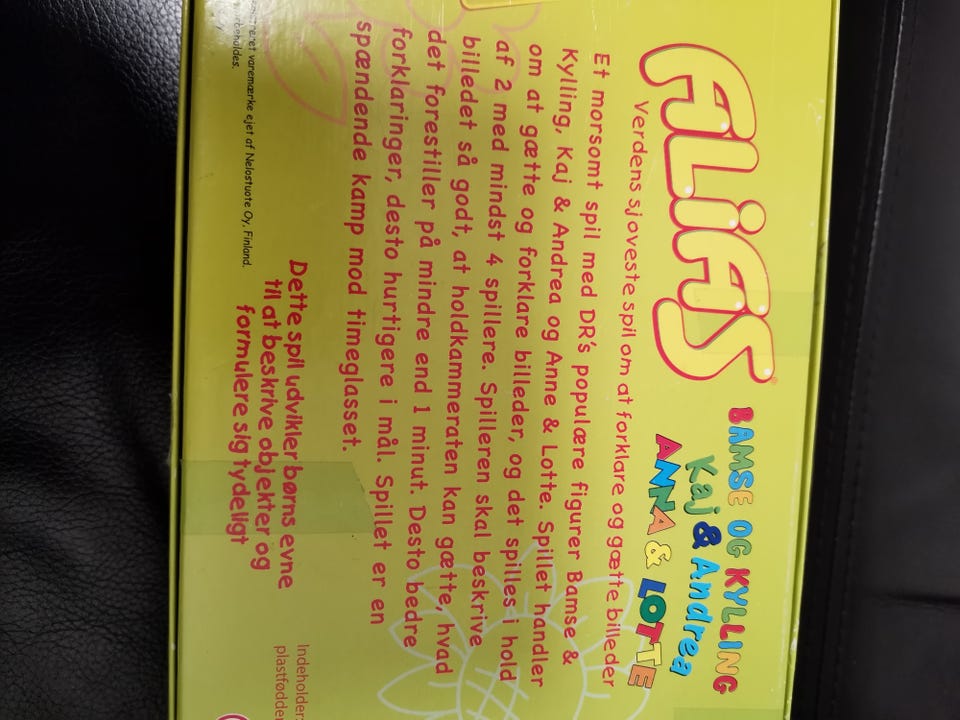 ALIAS
BAMSE OG KYLLING
Kaj & Andrea
ANNA & LOTTE
Verdens sjoveste spil om at forklare og gætte billeder
Et morsomt spil med DR's populære figurer Bamse &
Kylling, Kaj & Andrea og Anne & Lotte. Spillet handler
om at gætte og forklare billeder, og det spilles i hold
af 2 med mindst 4 spillere. Spilleren skal beskrive
billedet så godt, at holdkammeraten kan gætte, hvad
det forestiller på mindre end 1 minut. Desto bedre
forklaringer, desto hurtigere i mål. Spillet er en
spændende kamp mod timeglasset.
Dette spil udvikler børns evne
til at beskrive objekter og
formulere sig tydeligt
varemærke ejet af Nelostuote Oy, Finland.
Indeholder:
plastfødder